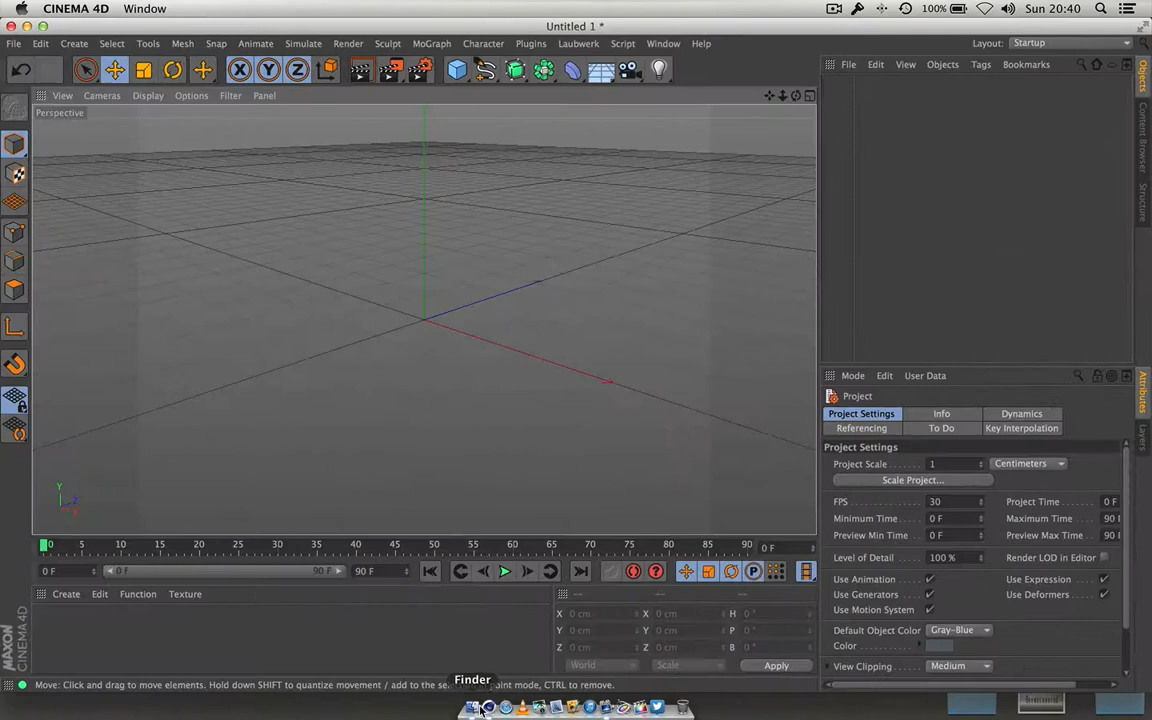 CINEMA 4D Window 100% Sun 20:40
Untitled 1 *
File Edit Create Select Tools Mesh Snap Animate Simulate Render Sculpt MoGraph Character Plugins Laubwerk Script Window Help Layout: Startup
X Y Z
View Cameras Display Options Filter Panel
File Edit View Objects Tags Bookmarks
Perspective
Objects
Content Browser
Structure
Y
Z
X
Mode Edit User Data
Project
Project Settings Info Dynamics
Referencing To Do Key Interpolation
Project Settings
Project Scale 1 Centimeters
Scale Project...
FPS 30 Project Time 0 F
Minimum Time 0 F Maximum Time 90
Preview Min Time 0 F Preview Max Time 90
Level of Detail 100 % Render LOD in Editor
Use Animation Use Expression
Use Generators Use Deformers
Use Motion System
Default Object Color Gray-Blue
Color
View Clipping Medium
Attributes
Layers
0 5 10 15 20 25 30 35 40 45 50 55 60 65 70 75 80 85 90 0 F
0 F 0 F 90 F 90 F
Create Edit Function Texture
-- -- --
X 0 cm X 0 cm H 0 °
Y 0 cm Y 0 cm P 0 °
Z 0 cm Z 0 cm B 0 °
World Scale Apply
MAXON
CINEMA 4D
Move: Click and drag to move elements. Hold down SHIFT to quantize movement / add to the se point mode, CTRL to remove.
Finder